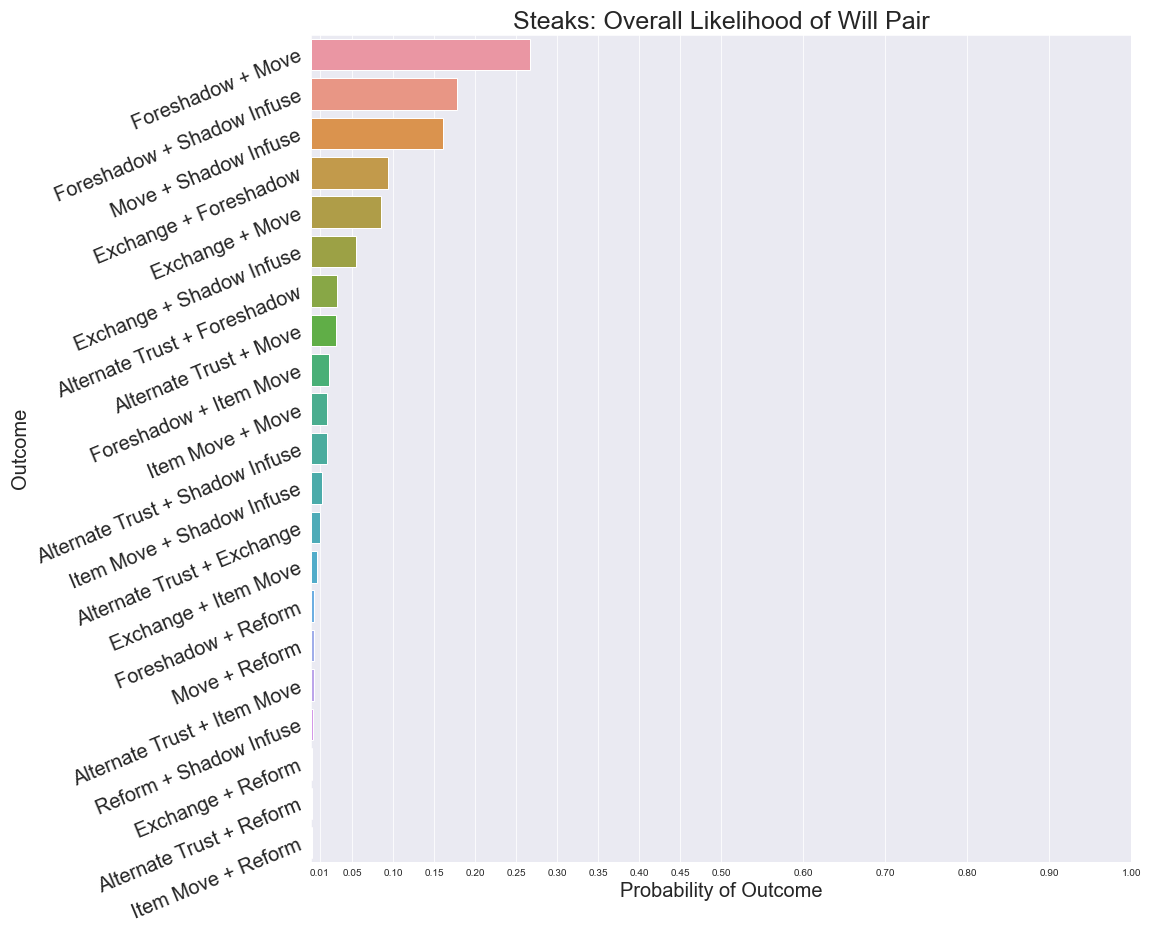 Steaks: Overall Likelihood of Will Pair
Outcome
Foreshadow + Move
Foreshadow + Shadow Infuse
Move + Shadow Infuse
Exchange + Foreshadow
Exchange + Move
Exchange + Shadow Infuse
Alternate Trust + Foreshadow
Alternate Trust + Move
Foreshadow + Item Move
Item Move + Move
Alternate Trust + Shadow Infuse
Item Move + Shadow Infuse
Alternate Trust + Exchange
Exchange + Item Move
Foreshadow + Reform
Move + Reform
Alternate Trust + Item Move
Reform + Shadow Infuse
Exchange + Reform
Alternate Trust + Reform
Item Move + Reform
0.01 0.05 0.10 0.15 0.20 0.25 0.30 0.35 0.40 0.45 0.50 0.60 0.70 0.80 0.90 1.00
Probability of Outcome